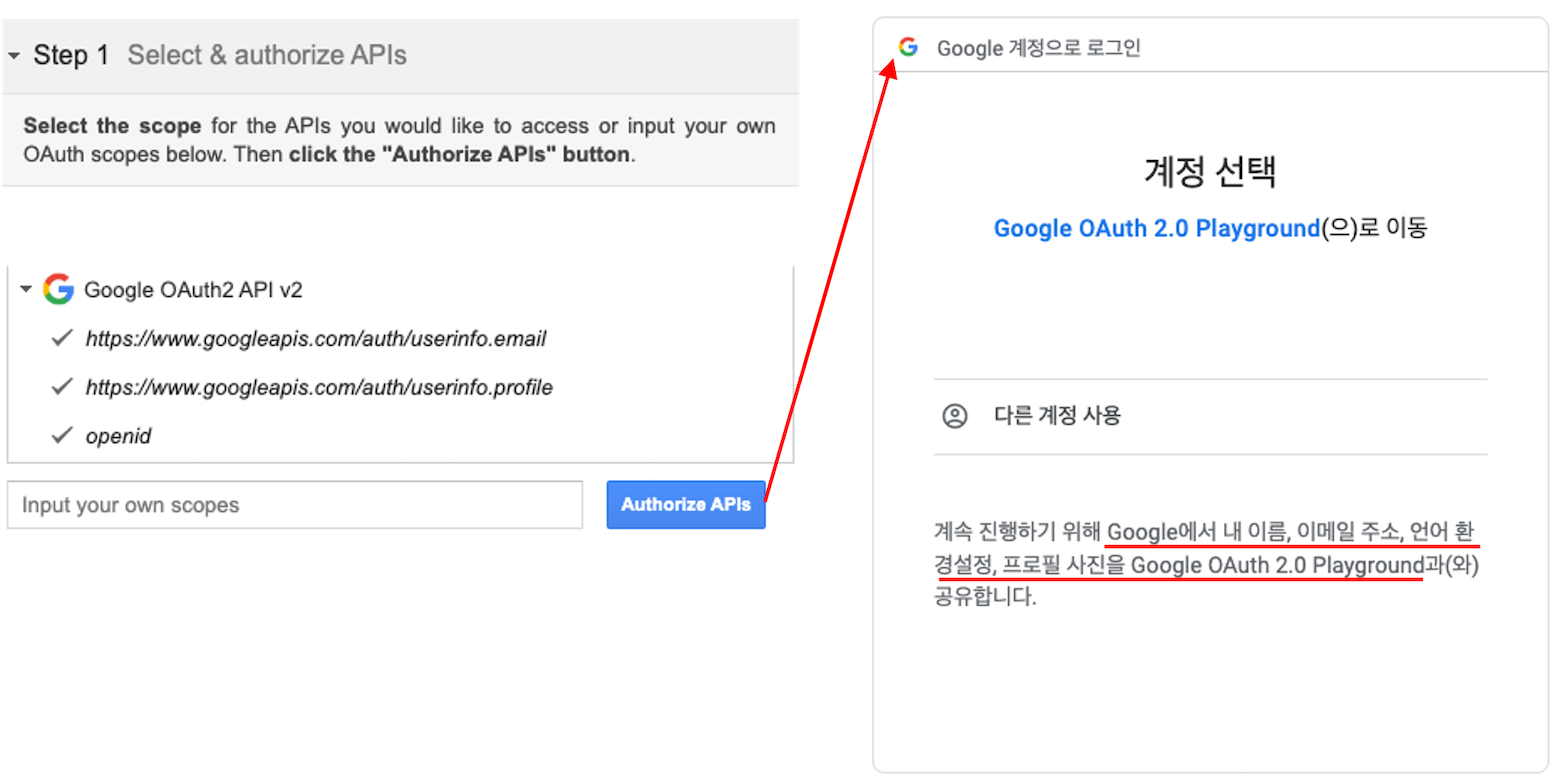 Step 1 Select & authorize APIs
Select the scope for the APIs you would like to access or input your own
OAuth scopes below. Then click the "Authorize APIs" button.
Google OAuth2 API v2
https://www.googleapis.com/auth/userinfo.email
https://www.googleapis.com/auth/userinfo.profile
openid
Input your own scopes
Authorize APIs
Google 계정으로 로그인
계정 선택
Google OAuth 2.0 Playground(으)로 이동
다른 계정 사용
계속 진행하기 위해 Google에서 내 이름, 이메일 주소, 언어 환
경설정, 프로필 사진을 Google OAuth 2.0 Playground과(와)
공유합니다.